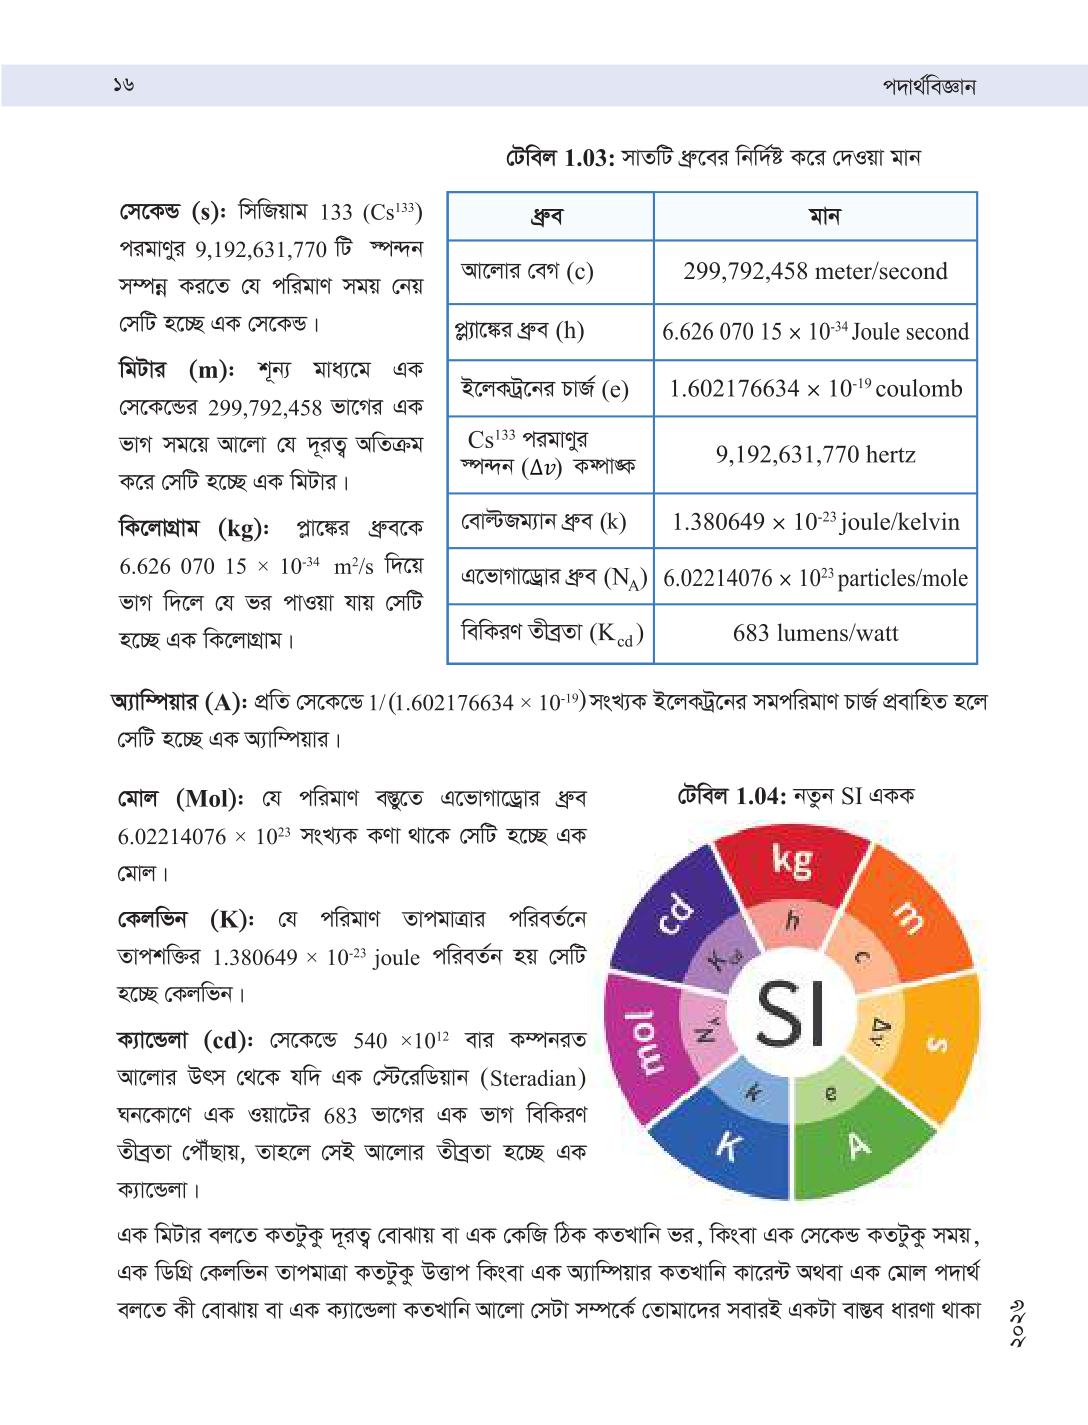 ১৬
পদার্থবিজ্ঞান
টেবিল 1.03: সাতটি ধ্রুবের নির্দিষ্ট করে দেওয়া মান
সেকেন্ড (s): সিজিয়াম 133 (Cs¹³³)
পরমাণুর 9,192,631,770 টি স্পন্দন
সম্পন্ন করতে যে পরিমাণ সময় নেয়
সেটি হচ্ছে এক সেকেন্ড।
মিটার (m): শূন্য মাধ্যমে এক
সেকেন্ডের 299,792,458 ভাগের এক
ভাগ সময়ে আলো যে দূরত্ব অতিক্রম
করে সেটি হচ্ছে এক মিটার।
কিলোগ্রাম (kg): প্লাঙ্কের ধ্রুবকে
6.626 070 15 × 10⁻³⁴ m²/s দিয়ে
ভাগ দিলে যে ভর পাওয়া যায় সেটি
হচ্ছে এক কিলোগ্রাম।
ধ্রুব মান
আলোর বেগ (c) 299,792,458 meter/second
প্ল্যাঙ্কের ধ্রুব (h) 6.626 070 15 × 10⁻³⁴ Joule second
ইলেকট্রনের চার্জ (e) 1.602176634 × 10⁻¹⁹ coulomb
Cs¹³³ পরমাণুর
স্পন্দন (Δν) কম্পাঙ্ক 9,192,631,770 hertz
বোল্টজম্যান ধ্রুব (k) 1.380649 × 10⁻²³ joule/kelvin
এভোগাড্রোর ধ্রুব (N_A) 6.02214076 × 10²³ particles/mole
বিকিরণ তীব্রতা (K_cd) 683 lumens/watt
অ্যাম্পিয়ার (A): প্রতি সেকেন্ডে 1/(1.602176634 × 10⁻¹⁹) সংখ্যক ইলেকট্রনের সমপরিমাণ চার্জ প্রবাহিত হলে
সেটি হচ্ছে এক অ্যাম্পিয়ার।
মোল (Mol): যে পরিমাণ বস্তুতে এভোগাড্রোর ধ্রুব
6.02214076 × 10²³ সংখ্যক কণা থাকে সেটি হচ্ছে এক
মোল।
কেলভিন (K): যে পরিমাণ তাপমাত্রার পরিবর্তনে
তাপশক্তির 1.380649 × 10⁻²³ joule পরিবর্তন হয় সেটি
হচ্ছে কেলভিন।
ক্যান্ডেলা (cd): সেকেন্ডে 540 ×10¹² বার কম্পনরত
আলোর উৎস থেকে যদি এক স্টেরেডিয়ান (Steradian)
ঘনকোণে এক ওয়াটের 683 ভাগের এক ভাগ বিকিরণ
তীব্রতা পৌঁছায়, তাহলে সেই আলোর তীব্রতা হচ্ছে এক
ক্যান্ডেলা।
টেবিল 1.04: নতুন SI একক
kg
m
s
A
K
mol
cd
h
c
Δν
e
k
N_A
K_cd
SI
এক মিটার বলতে কতটুকু দূরত্ব বোঝায় বা এক কেজি ঠিক কতখানি ভর, কিংবা এক সেকেন্ড কতটুকু সময়,
এক ডিগ্রি কেলভিন তাপমাত্রা কতটুকু উত্তাপ কিংবা এক অ্যাম্পিয়ার কতখানি কারেন্ট অথবা এক মোল পদার্থ
বলতে কী বোঝায় বা এক ক্যান্ডেলা কতখানি আলো সেটা সম্পর্কে তোমাদের সবারই একটা বাস্তব ধারণা থাকা
২০২৬